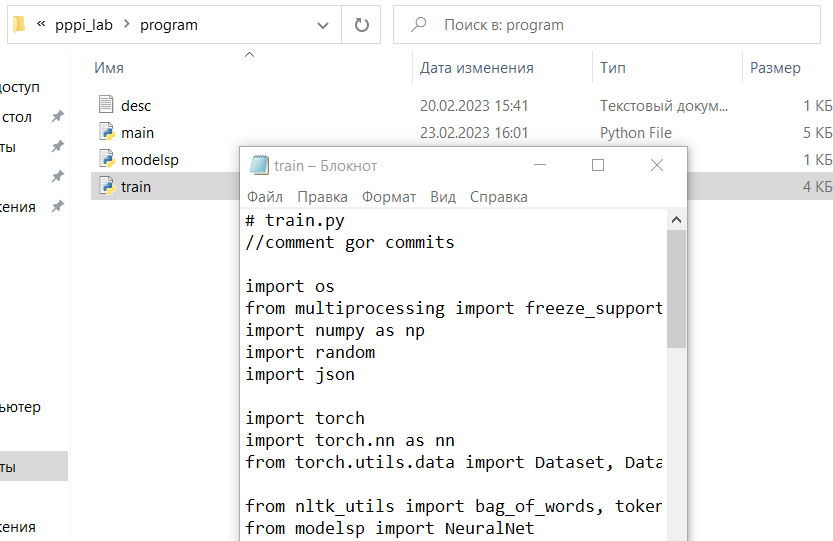 « pppi_lab > program
Поиск в: program
Имя Дата изменения Тип Размер
desc 20.02.2023 15:41 Текстовый докум... 1 КБ
main 23.02.2023 16:01 Python File 5 КБ
modelsp 1 КБ
train 4 КБ
доступ
стол
ты
жения
ьютер
ты
жения
train – Блокнот
Файл Правка Формат Вид Справка
# train.py
//comment gor commits
import os
from multiprocessing import freeze_support
import numpy as np
import random
import json
import torch
import torch.nn as nn
from torch.utils.data import Dataset, Data
from nltk_utils import bag_of_words, token
from modelsp import NeuralNet